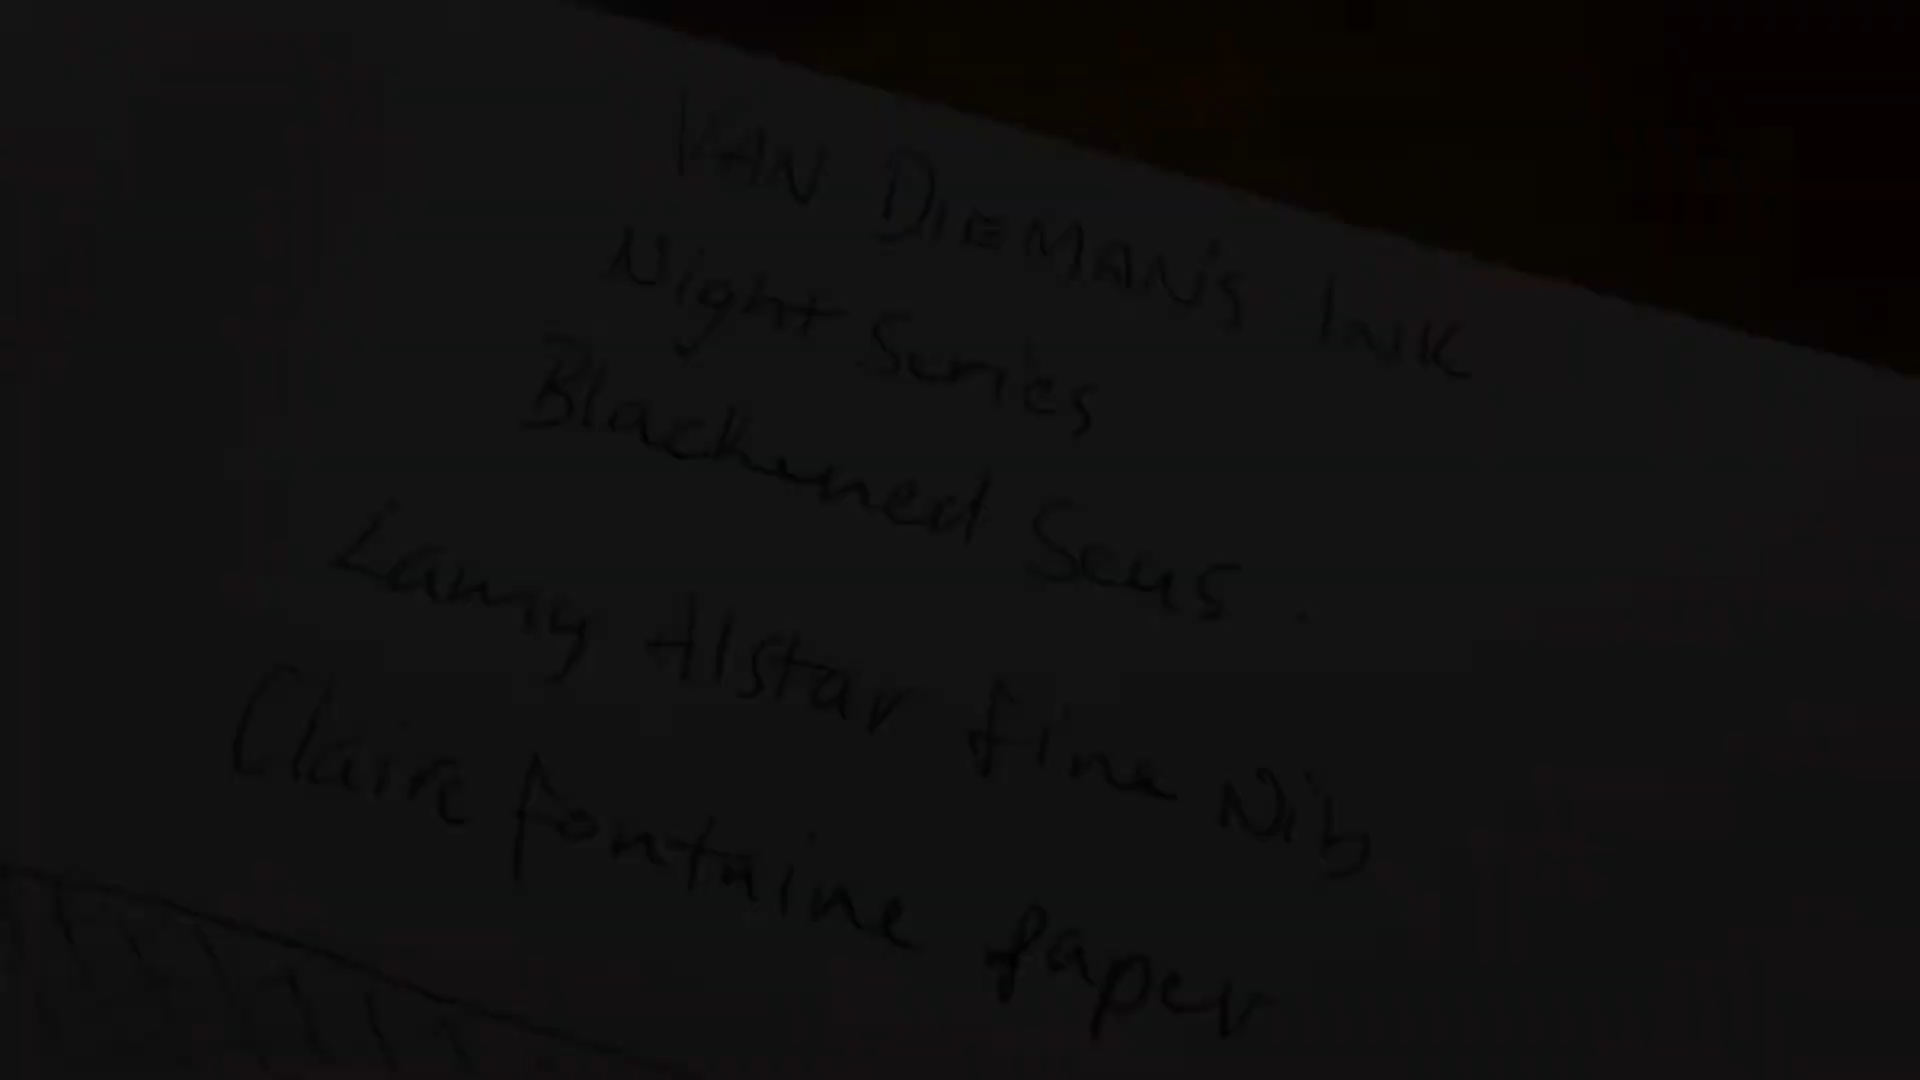 VAN DIEMAN'S INK
Night Series
Blackened Seas.
Lamy Alstar fine Nib
Claire fontaine paper